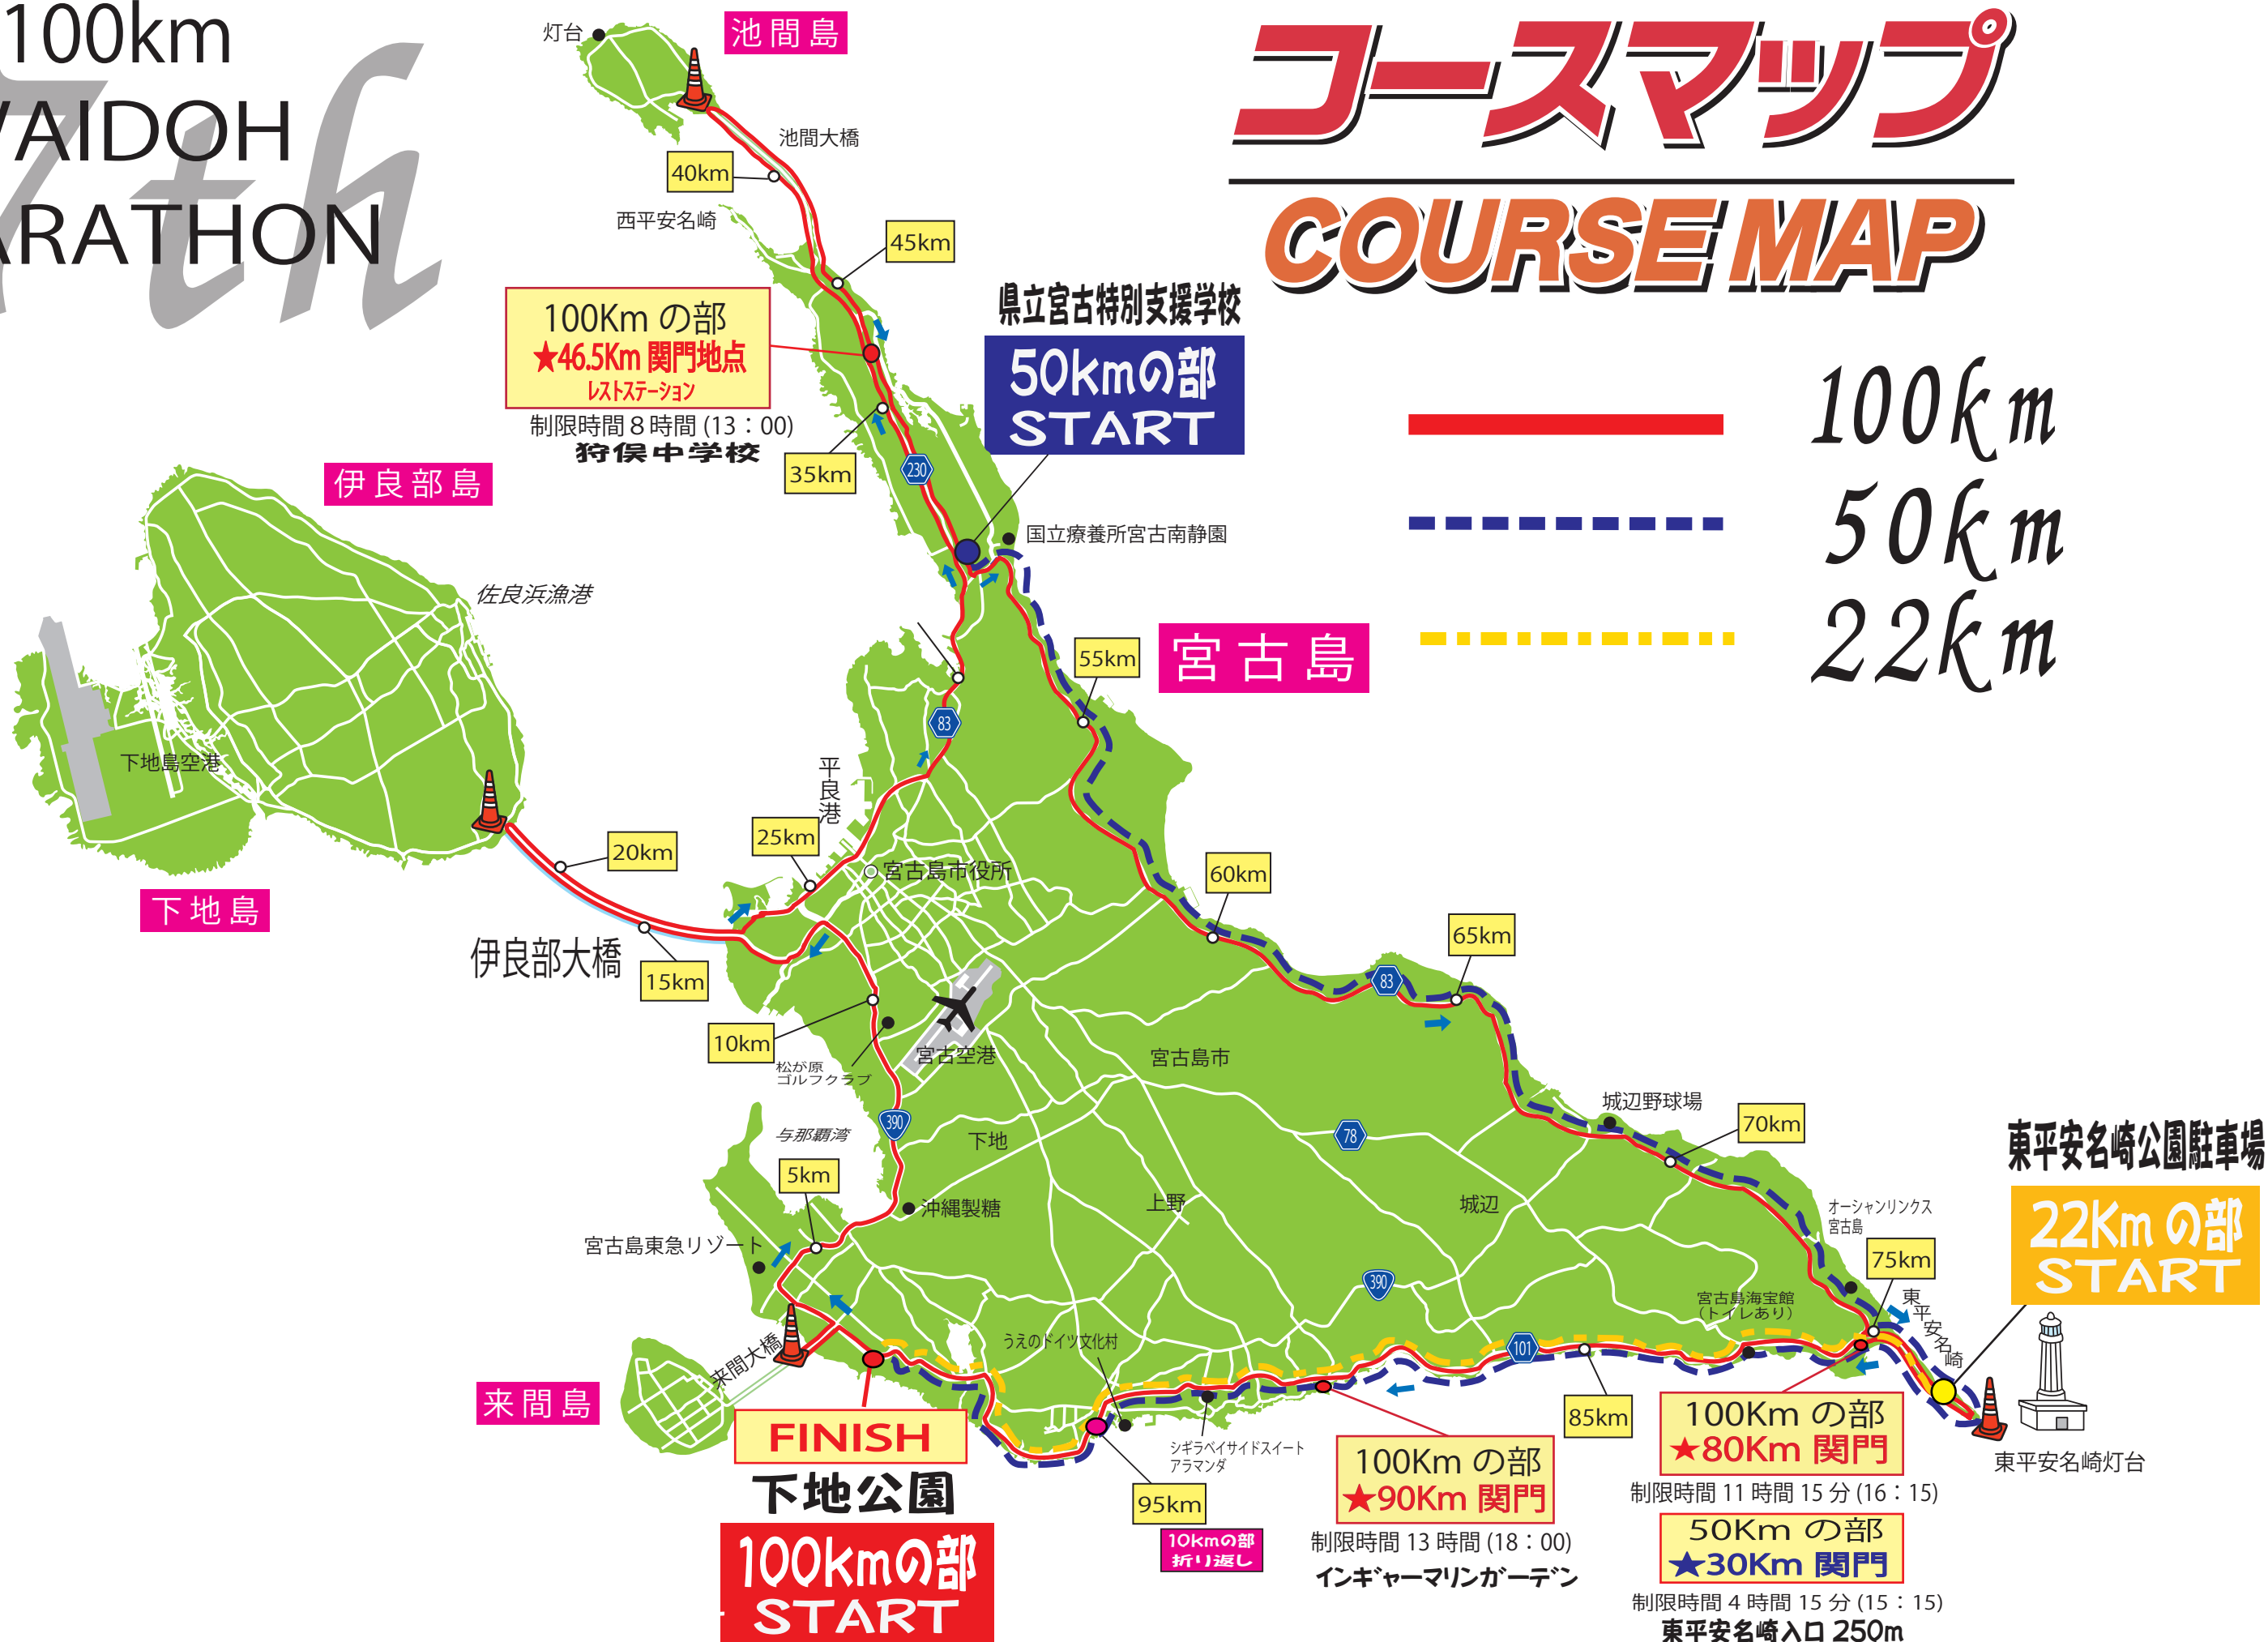 100km
WAIDOH
MARATHON
7th
コースマップ
COURSE MAP
100km
50km
22km
灯台
池間島
池間大橋
40km
西平安名崎
45km
100Km の部
★46.5Km 関門地点
レストステーション
制限時間 8 時間 (13：00)
狩俣中学校
35km
230
県立宮古特別支援学校
50kmの部
START
国立療養所宮古南静園
伊良部島
佐良浜漁港
下地島空港
下地島
宮古島
55km
83
平良港
25km
20km
宮古島市役所
伊良部大橋
15km
10km
松が原
ゴルフクラブ
宮古空港
宮古島市
60km
65km
83
390
与那覇湾
下地
78
城辺野球場
70km
5km
沖縄製糖
上野
城辺
宮古島東急リゾート
オーシャンリンクス
宮古島
75km
東平安名崎公園駐車場
22Km の部
START
390
宮古島海宝館
(トイレあり)
東平安名崎
東平安名崎灯台
来間大橋
来間島
うえのドイツ文化村
101
シギラベイサイドスイート
アラマンダ
85km
95km
10kmの部
折り返し
FINISH
下地公園
100kmの部
START
100Km の部
★90Km 関門
制限時間 13 時間 (18：00)
インギャーマリンガーデン
100Km の部
★80Km 関門
制限時間 11 時間 15 分 (16：15)
50Km の部
★30Km 関門
制限時間 4 時間 15 分 (15：15)
東平安名崎入口 250m